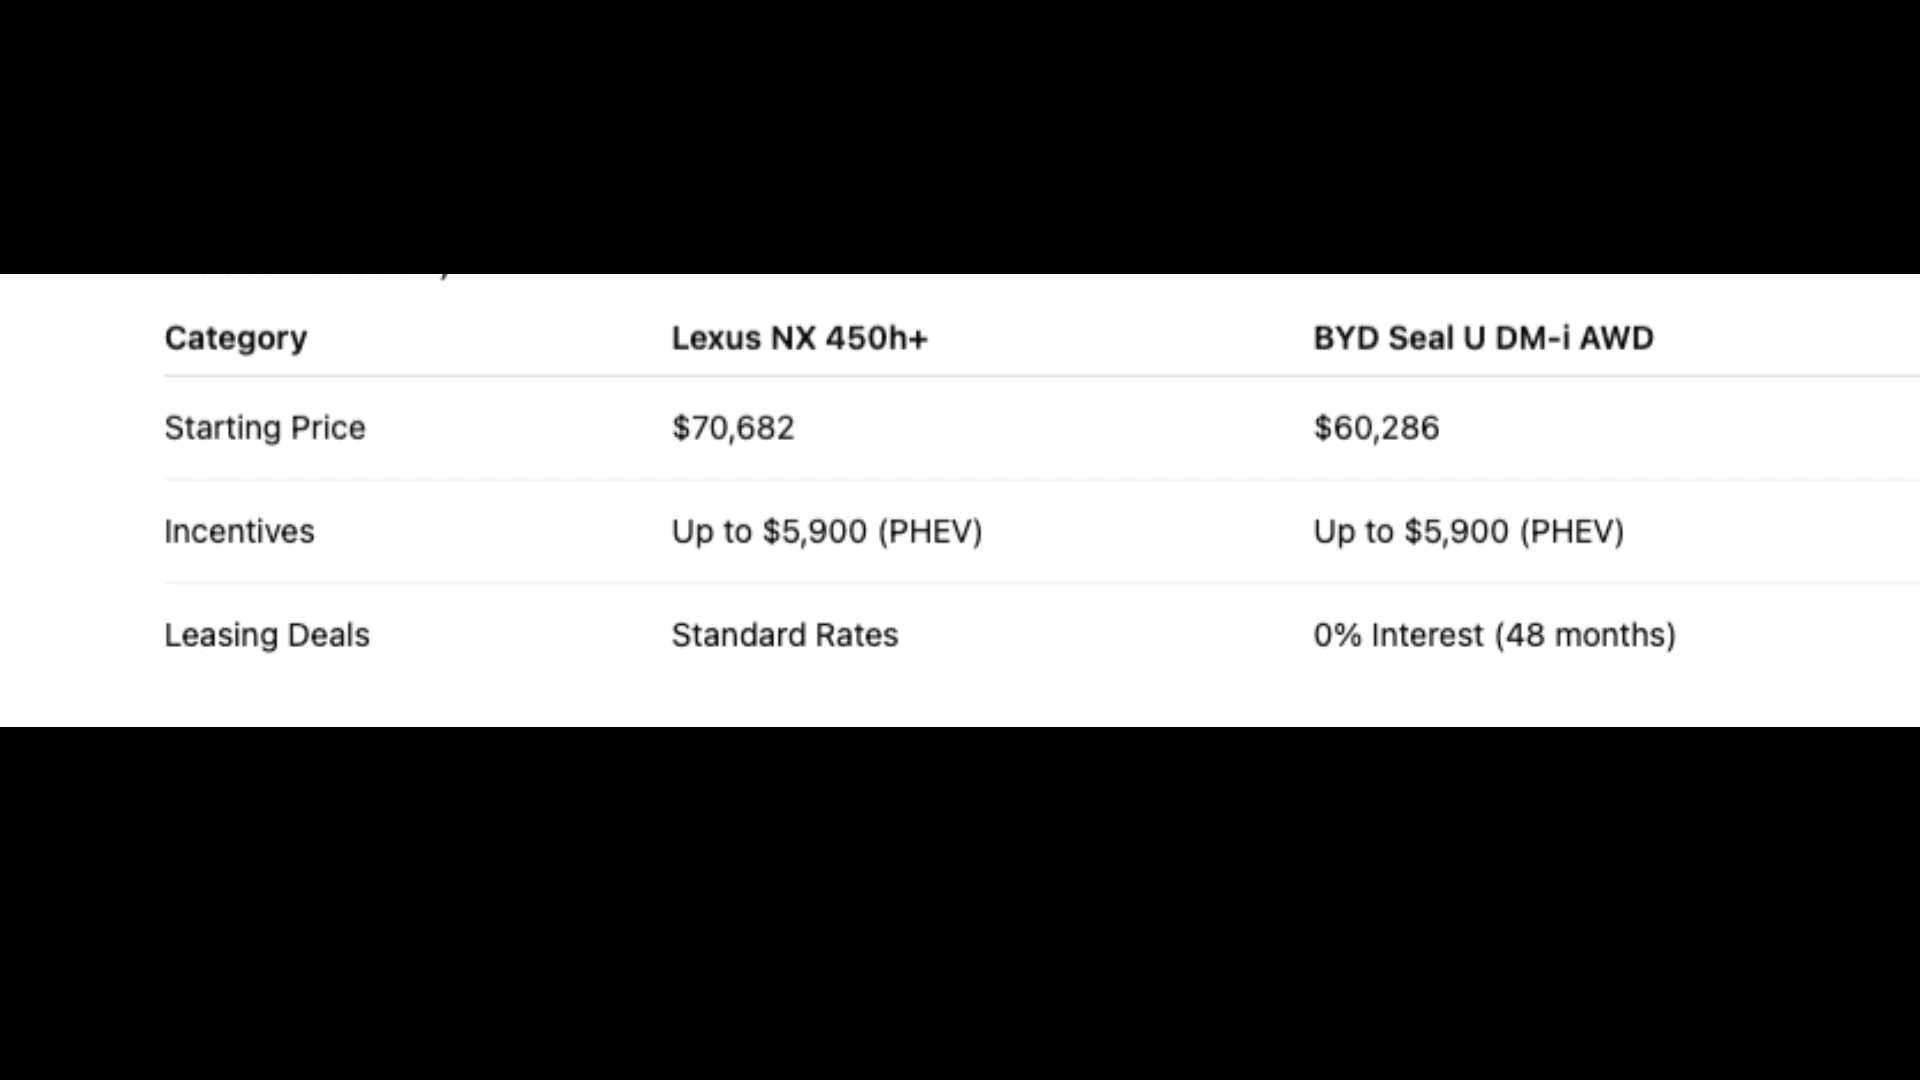 Category Lexus NX 450h+ BYD Seal U DM-i AWD
Starting Price $70,682 $60,286
Incentives Up to $5,900 (PHEV) Up to $5,900 (PHEV)
Leasing Deals Standard Rates 0% Interest (48 months)